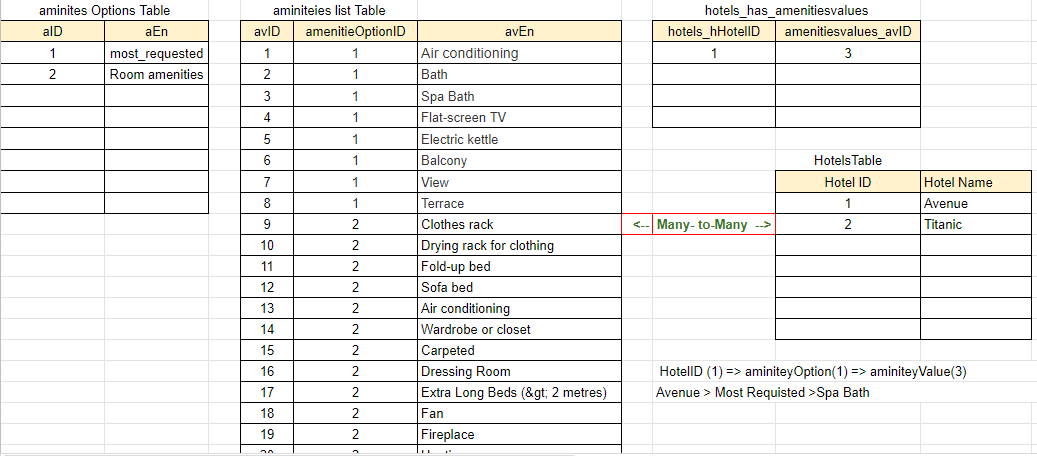 aminites Options Table
aID aEn
1 most_requested
2 Room amenities
aminiteies list Table
avID amenitieOptionID avEn
1 1 Air conditioning
2 1 Bath
3 1 Spa Bath
4 1 Flat-screen TV
5 1 Electric kettle
6 1 Balcony
7 1 View
8 1 Terrace
9 2 Clothes rack
10 2 Drying rack for clothing
11 2 Fold-up bed
12 2 Sofa bed
13 2 Air conditioning
14 2 Wardrobe or closet
15 2 Carpeted
16 2 Dressing Room
17 2 Extra Long Beds (&gt; 2 metres)
18 2 Fan
19 2 Fireplace
hotels_has_amenitiesvalues
hotels_hHotelID amenitiesvalues_avID
1 3
HotelsTable
Hotel ID Hotel Name
1 Avenue
2 Titanic
<-- Many- to-Many -->
HotelID (1) => aminiteyOption(1) => aminiteyValue(3)
Avenue > Most Requisted >Spa Bath